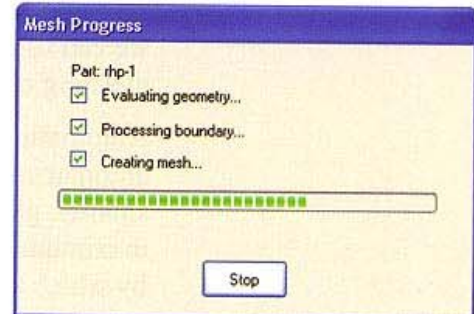 Mesh Progress
Part: rhp-1
Evaluating geometry...
Processing boundary...
Creating mesh...
Stop